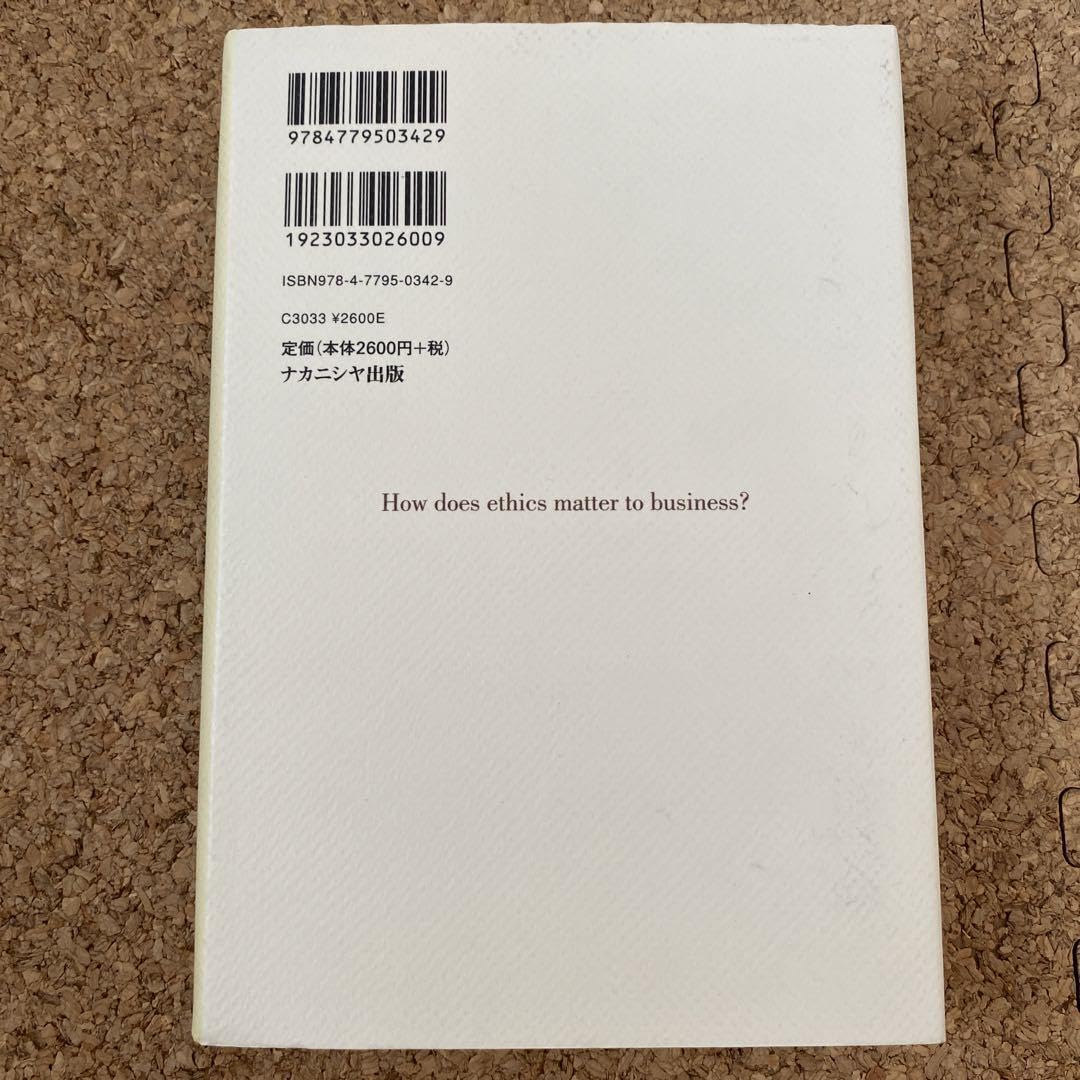 9784779503429
1923033026009
ISBN978-4-7795-0342-9
C3033 ¥2600E
定価(本体2600円+税)
ナカニシヤ出版
How does ethics matter to business?